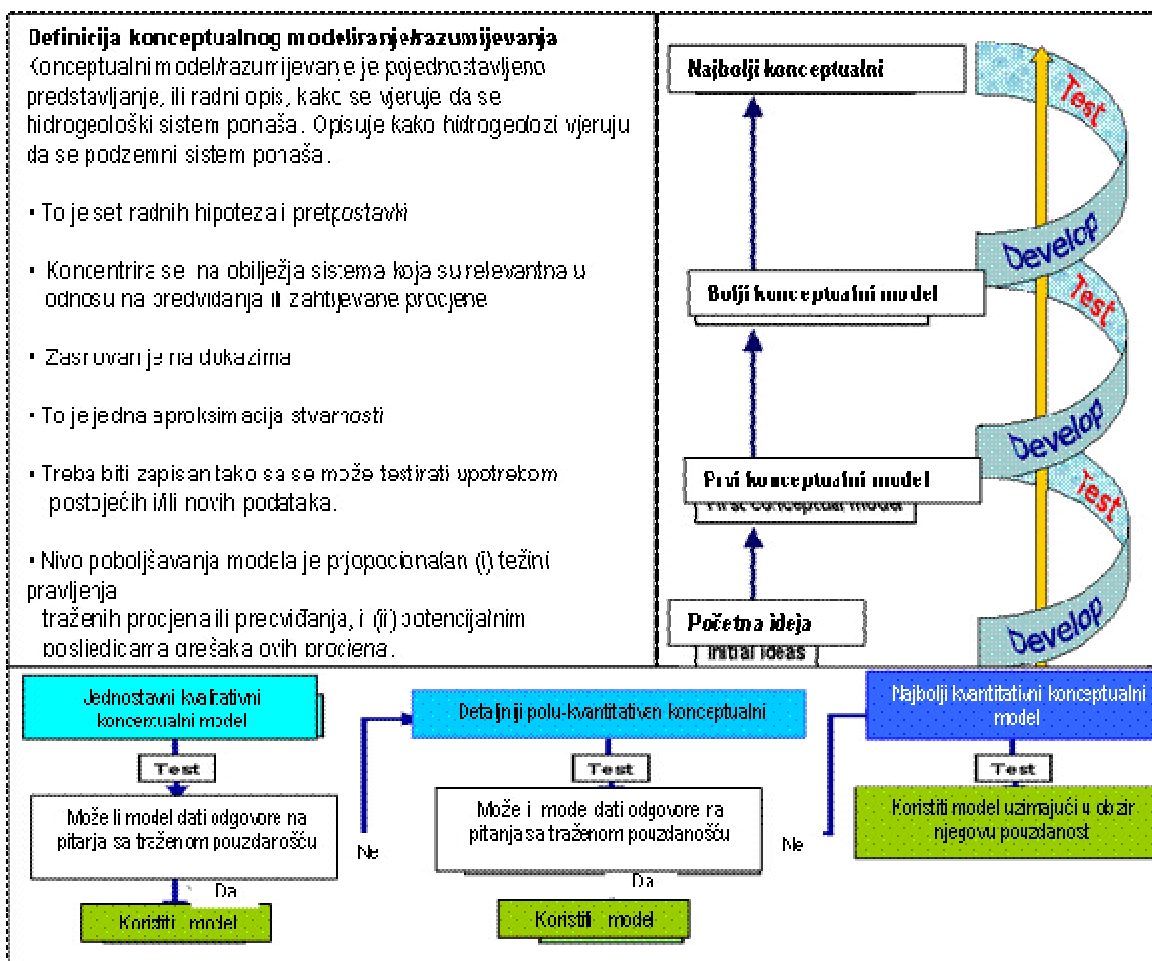 Definicija konceptualnog modeliranje/razumijevanja
Konceptualni model/razumijevanje je pojednostavljeno
predstavljanje, ili radni opis, kako se vjeruje da se
hidrogeološki sistem ponaša. Opisuje kako hidrogeolozi vjeruju
da se podzemni sistem ponaša.
• To je set radnih hipoteza i pretpostavki
• Koncentrira se na obilježja sistema koja su relevantna u
odnosu na predviđanja ili zahtijevane procjene
• Zasnovan je na dokazima
• To je jedna aproksimacija stvarnosti
• Treba biti zapisan tako sa se može testirati upotrebom
postojećih i/ili novih podataka.
• Nivo poboljšavanja modela je prjopocionalan (i) težini
pravljenja
traženih procjena ili predviđanja, i (ii) potencijalnim
posljedicama grešaka ovih procjena.
Najbolji konceptualni
Bolji konceptualni model
Prvi konceptualni model
First conceptual model
Početna ideja
Initial ideas
Test
Develop
Test
Develop
Test
Develop
Jednostavni kvalitativni
konceptualni model
Test
Može li model dati odgovore na
pitanja sa traženom pouzdanošću
Da
Koristiti model
Ne
Detaljniji polu-kvantitativen konceptualni
Test
Može i mode dati odgovore na
pitanja sa traženom pouzdanošću
Da
Koristiti model
Ne
Najbolji kvantitativni konceptualni
model
Test
Koristiti model uzimajući u obzir
njegovu pouzdanost